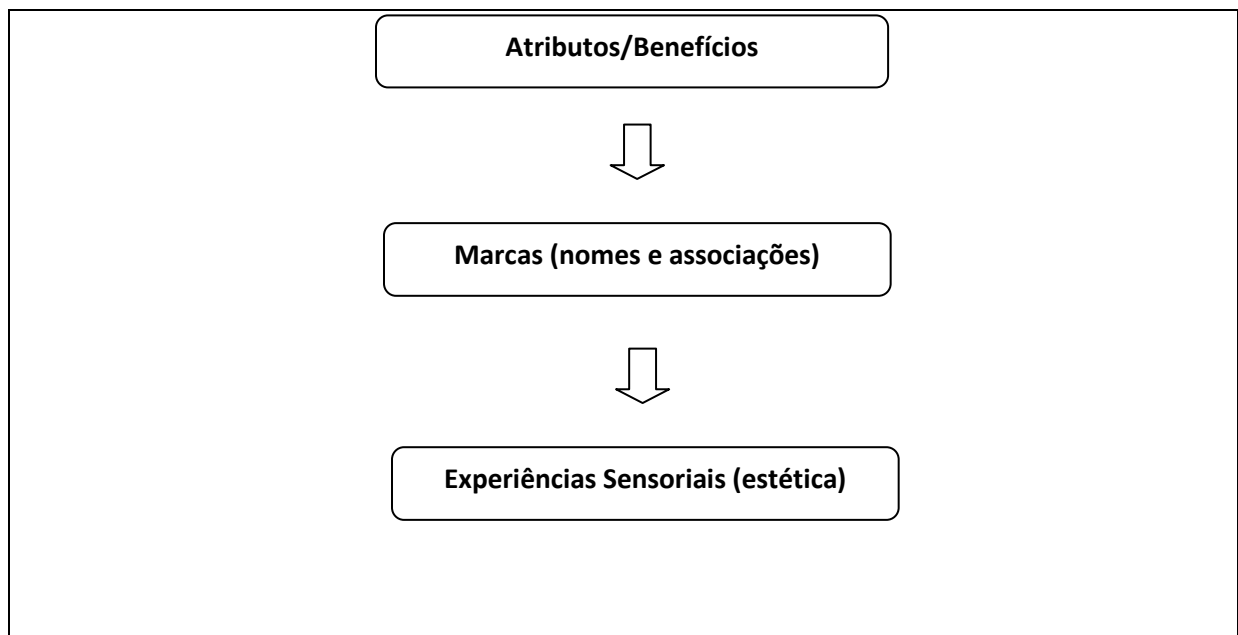 Atributos/Benefícios
Marcas (nomes e associações)
Experiências Sensoriais (estética)